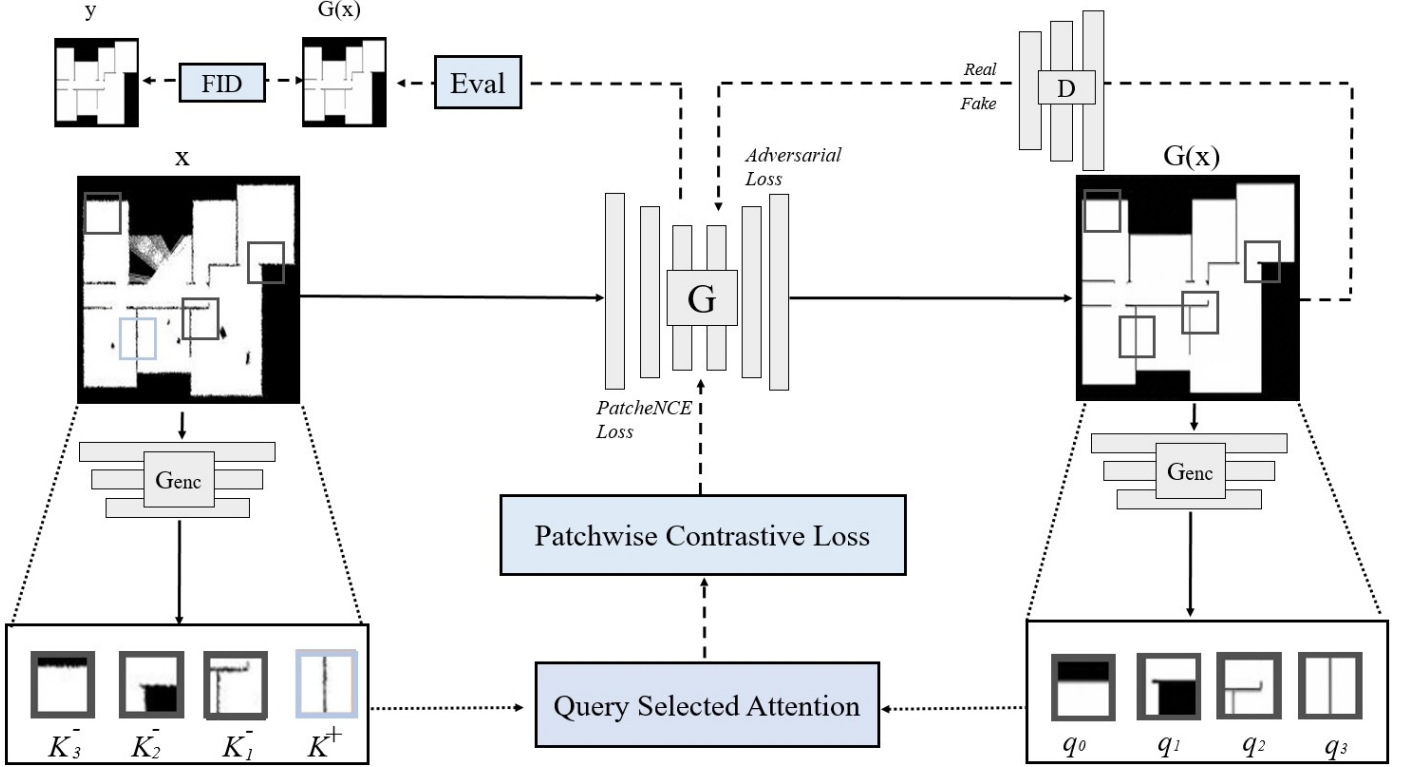 y
G(x)
FID
Eval
Real
Fake
D
x
Adversarial
Loss
G(x)
G
PatcheNCE
Loss
Genc
Genc
Patchwise Contrastive Loss
Query Selected Attention
K₃⁻ K₂⁻ K₁⁻ K⁺
q₀ q₁ q₂ q₃